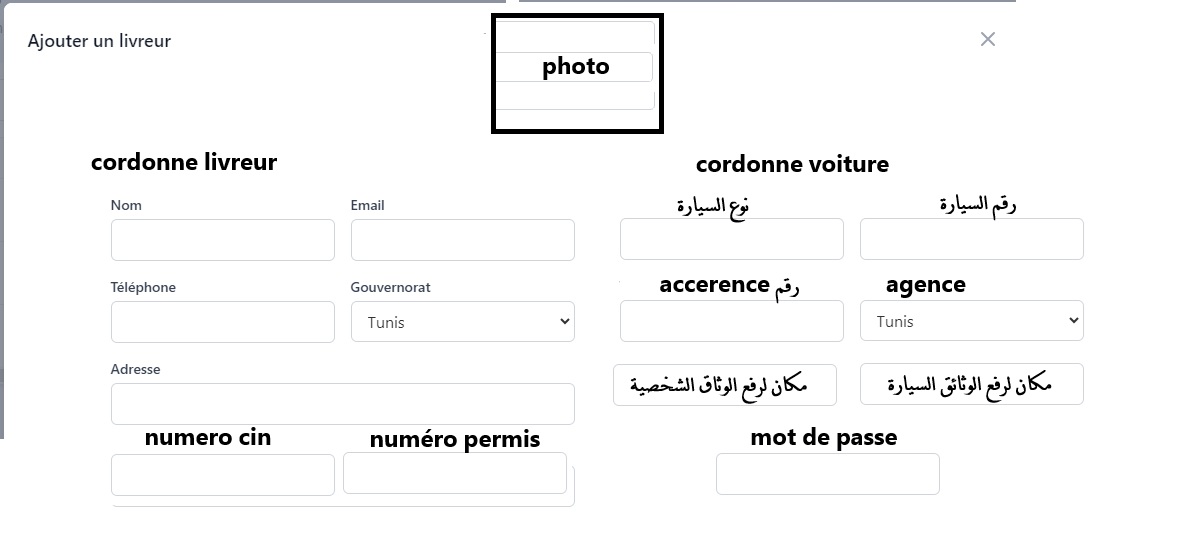 Ajouter un livreur
photo
cordonne livreur
cordonne voiture
Nom
Email
نوع السيارة
رقم السيارة
Téléphone
Gouvernorat
accerence رقم
agence
Tunis
Tunis
Adresse
مكان لرفع الوثاق الشخصية
مكان لرفع الوثائق السيارة
numero cin
numéro permis
mot de passe